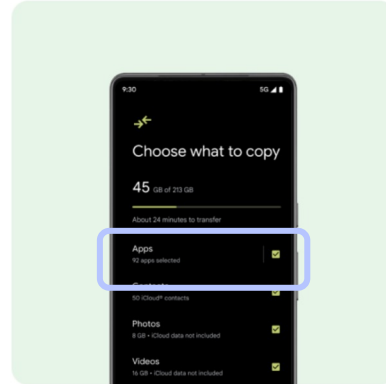 9:30
5G
Choose what to copy
45 GB of 213 GB
About 24 minutes to transfer
Apps
92 apps selected
Contacts
50 iCloud® contacts
Photos
8 GB • iCloud data not included
Videos
16 GB • iCloud data not included